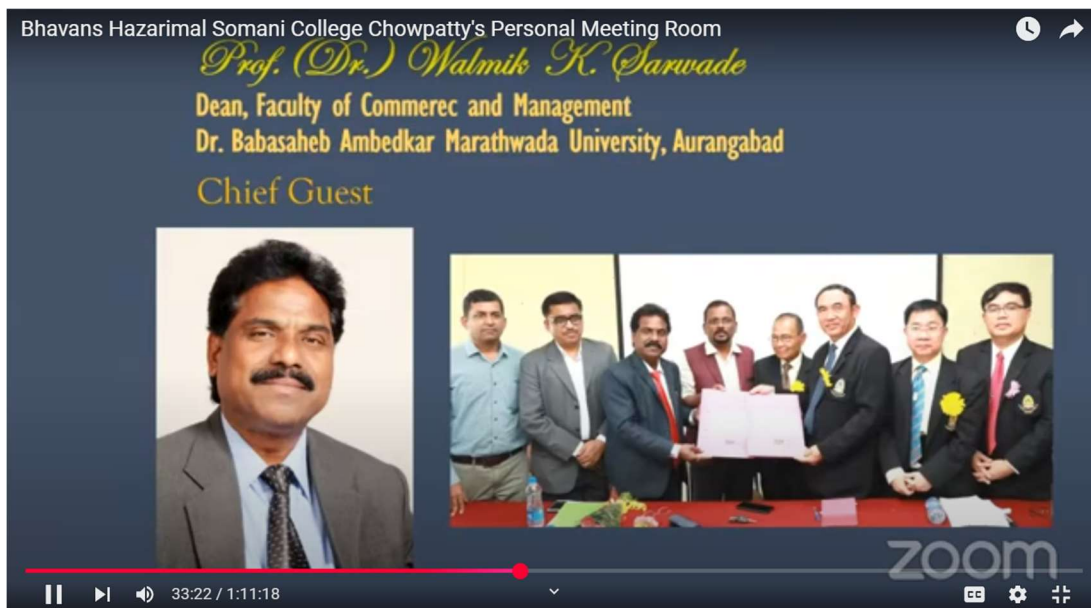 Bhavans Hazarimal Somani College Chowpatty's Personal Meeting Room
Prof. (Dr.) Walmik K. Sarwade
Dean, Faculty of Commerec and Management
Dr. Babasaheb Ambedkar Marathwada University, Aurangabad
Chief Guest
zoom
33:22 / 1:11:18
CC